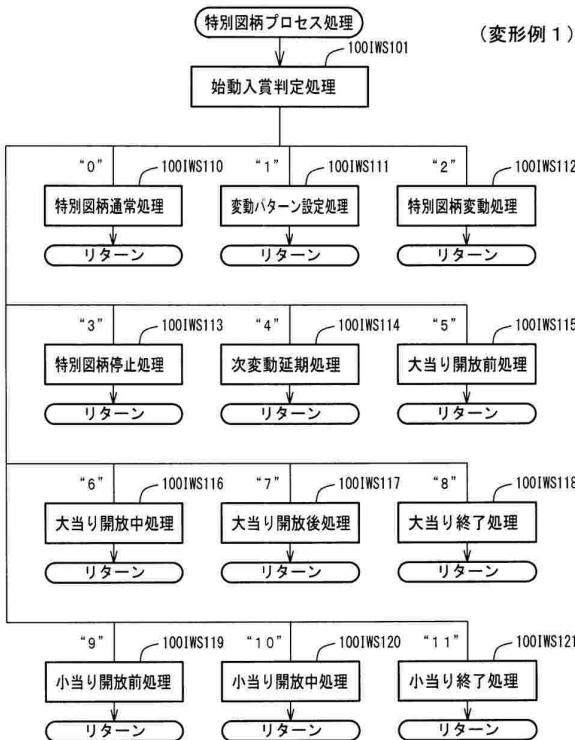 特別図柄プロセス処理
(変形例1)
100IWS101
始動入賞判定処理
“0” 100IWS110 “1” 100IWS111 “2” 100IWS112
特別図柄通常処理 変動パターン設定処理 特別図柄変動処理
リターン リターン リターン
“3” 100IWS113 “4” 100IWS114 “5” 100IWS115
特別図柄停止処理 次変動延期処理 大当り開放前処理
リターン リターン リターン
“6” 100IWS116 “7” 100IWS117 “8” 100IWS118
大当り開放中処理 大当り開放後処理 大当り終了処理
リターン リターン リターン
“9” 100IWS119 “10” 100IWS120 “11” 100IWS121
小当り開放前処理 小当り開放中処理 小当り終了処理
リターン リターン リターン